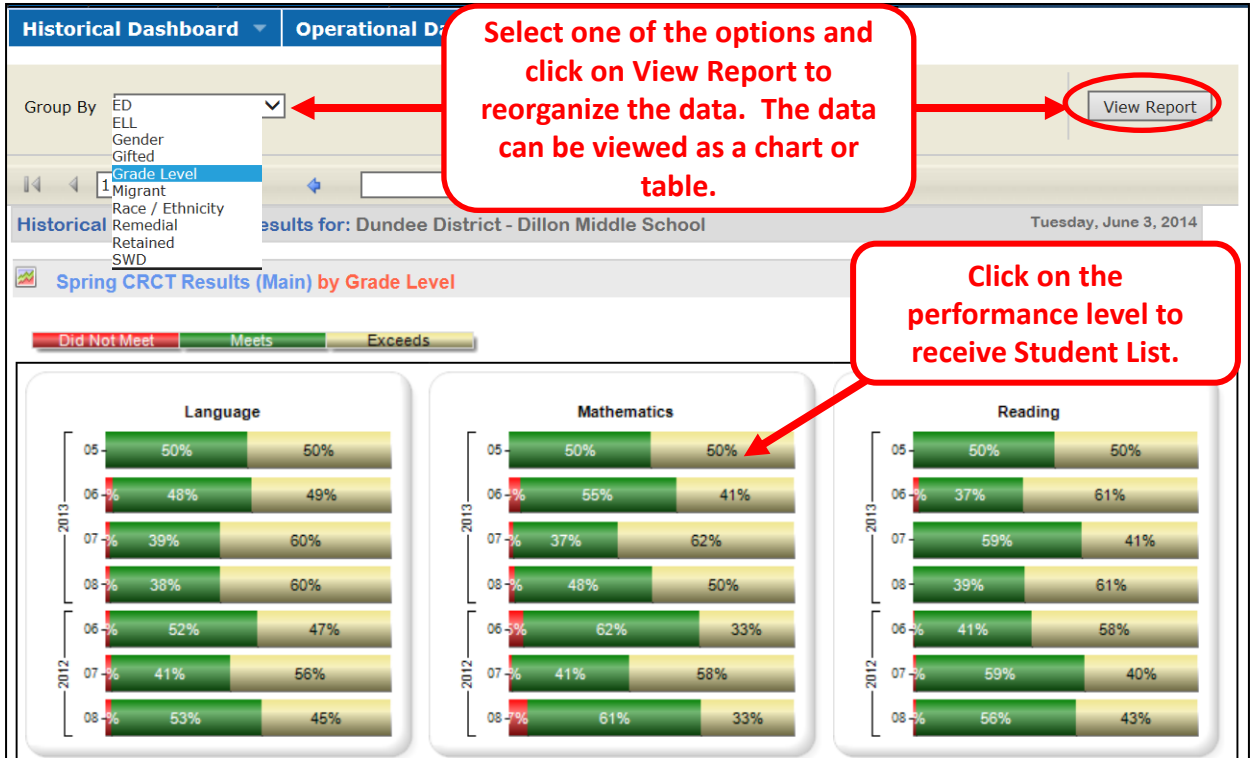 Historical Dashboard
Operational Da
Select one of the options and
click on View Report to
reorganize the data. The data
can be viewed as a chart or
table.
Group By
ED
ELL
Gender
Gifted
Grade Level
Migrant
Race / Ethnicity
Remedial
Retained
SWD
View Report
1
Historical esults for: Dundee District - Dillon Middle School
Tuesday, June 3, 2014
Spring CRCT Results (Main) by Grade Level
Click on the
performance level to
receive Student List.
Did Not Meet Meets Exceeds
Language
2013
05 50% 50%
06 % 48% 49%
07 % 39% 60%
08 % 38% 60%
2012
06 % 52% 47%
07 % 41% 56%
08 % 53% 45%
Mathematics
2013
05 50% 50%
06 % 55% 41%
07 % 37% 62%
08 % 48% 50%
2012
06 5% 62% 33%
07 % 41% 58%
08 7% 61% 33%
Reading
2013
05 50% 50%
06 % 37% 61%
07 59% 41%
08 39% 61%
2012
06 % 41% 58%
07 % 59% 40%
08 % 56% 43%